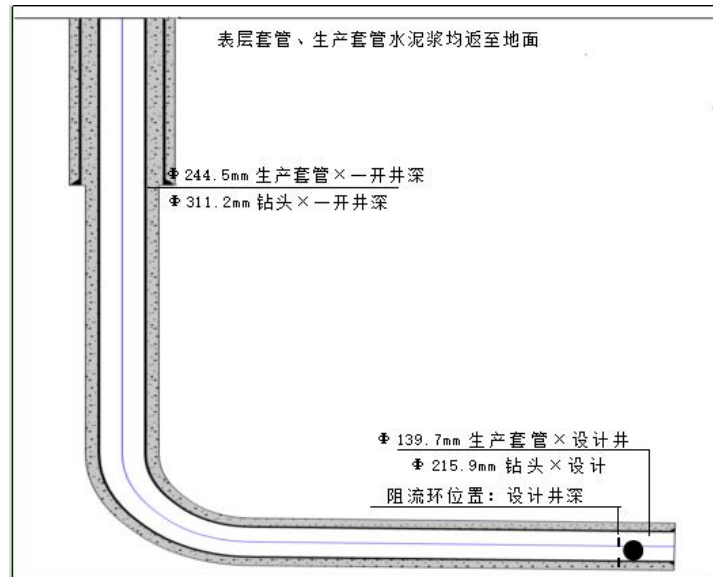 表层套管、生产套管水泥浆均返至地面
Φ244.5mm 生产套管×一开井深
Φ311.2mm 钻头×一开井深
Φ139.7mm 生产套管×设计井
Φ215.9mm 钻头×设计
阻流环位置：设计井深